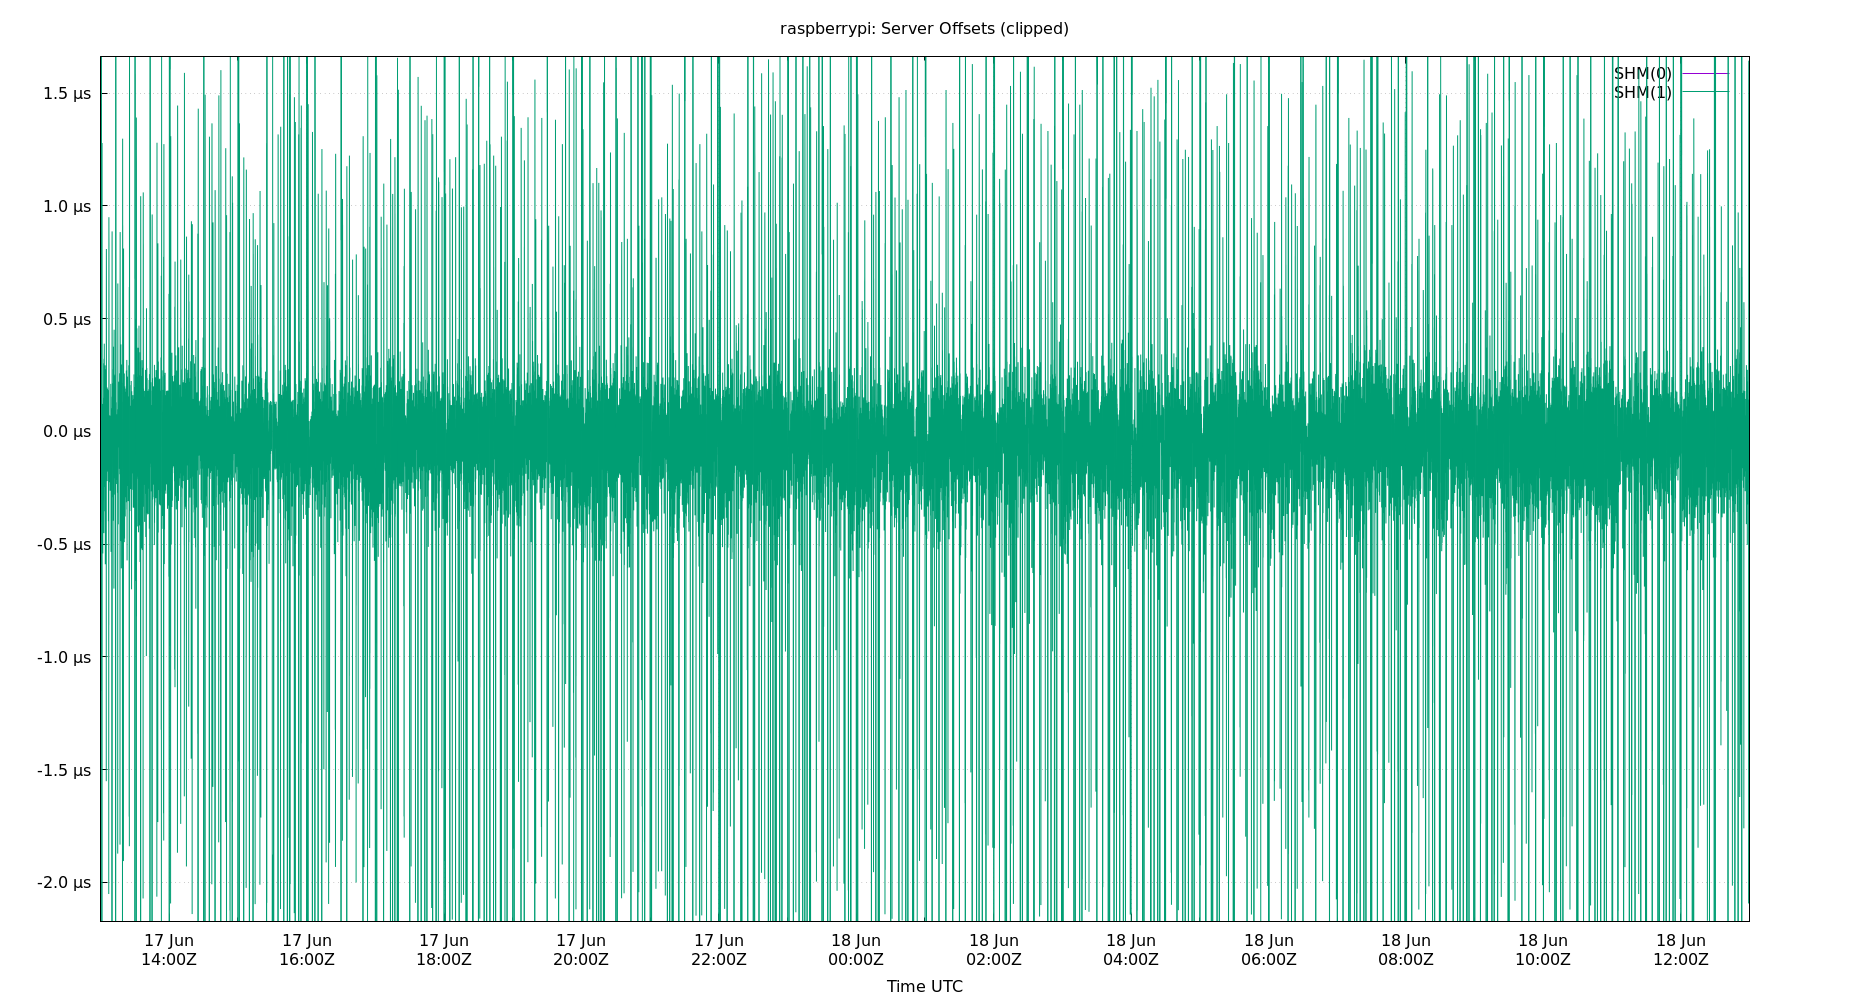 raspberrypi: Server Offsets (clipped)
SHM(0)
SHM(1)
1.5 µs
1.0 µs
0.5 µs
0.0 µs
-0.5 µs
-1.0 µs
-1.5 µs
-2.0 µs
17 Jun 17 Jun 17 Jun 17 Jun 17 Jun 18 Jun 18 Jun 18 Jun 18 Jun 18 Jun 18 Jun 18 Jun
14:00Z 16:00Z 18:00Z 20:00Z 22:00Z 00:00Z 02:00Z 04:00Z 06:00Z 08:00Z 10:00Z 12:00Z
Time UTC